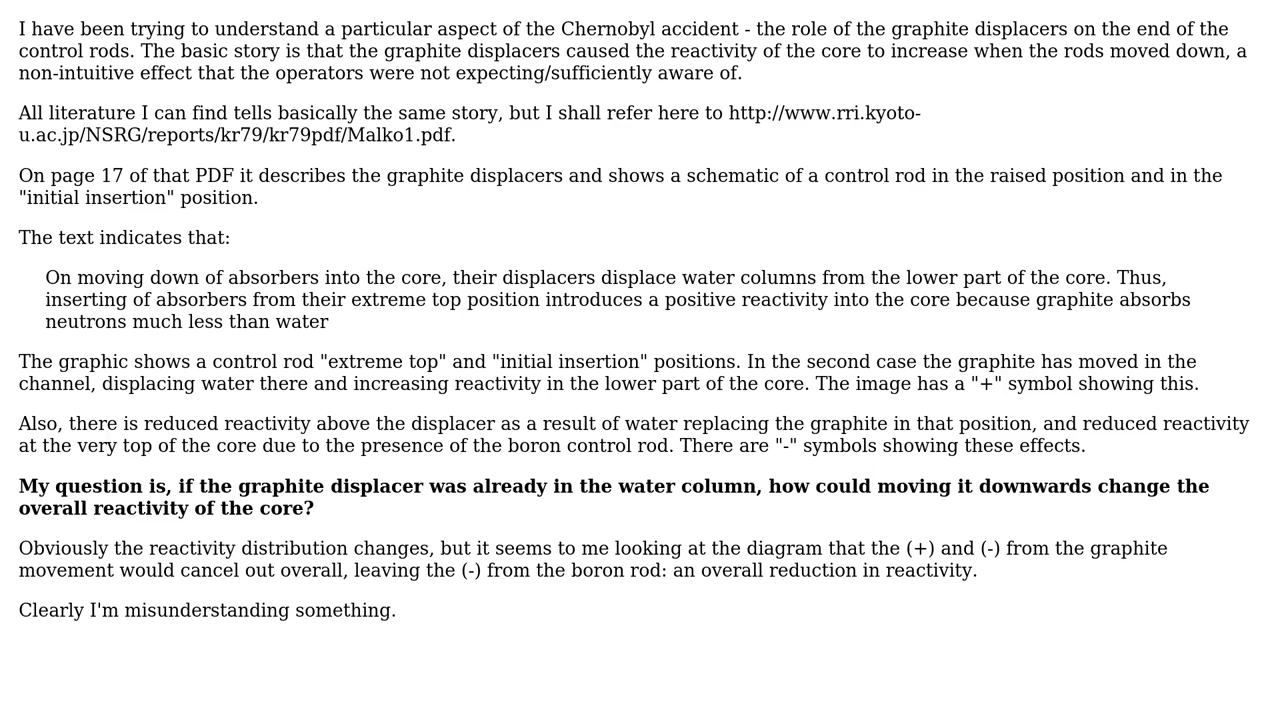 I have been trying to understand a particular aspect of the Chernobyl accident - the role of the graphite displacers on the end of the
control rods. The basic story is that the graphite displacers caused the reactivity of the core to increase when the rods moved down, a
non-intuitive effect that the operators were not expecting/sufficiently aware of.
All literature I can find tells basically the same story, but I shall refer here to http://www.rri.kyoto-
u.ac.jp/NSRG/reports/kr79/kr79pdf/Malko1.pdf.
On page 17 of that PDF it describes the graphite displacers and shows a schematic of a control rod in the raised position and in the
"initial insertion" position.
The text indicates that:
On moving down of absorbers into the core, their displacers displace water columns from the lower part of the core. Thus,
inserting of absorbers from their extreme top position introduces a positive reactivity into the core because graphite absorbs
neutrons much less than water
The graphic shows a control rod "extreme top" and "initial insertion" positions. In the second case the graphite has moved in the
channel, displacing water there and increasing reactivity in the lower part of the core. The image has a "+" symbol showing this.
Also, there is reduced reactivity above the displacer as a result of water replacing the graphite in that position, and reduced reactivity
at the very top of the core due to the presence of the boron control rod. There are "-" symbols showing these effects.
My question is, if the graphite displacer was already in the water column, how could moving it downwards change the
overall reactivity of the core?
Obviously the reactivity distribution changes, but it seems to me looking at the diagram that the (+) and (-) from the graphite
movement would cancel out overall, leaving the (-) from the boron rod: an overall reduction in reactivity.
Clearly I'm misunderstanding something.